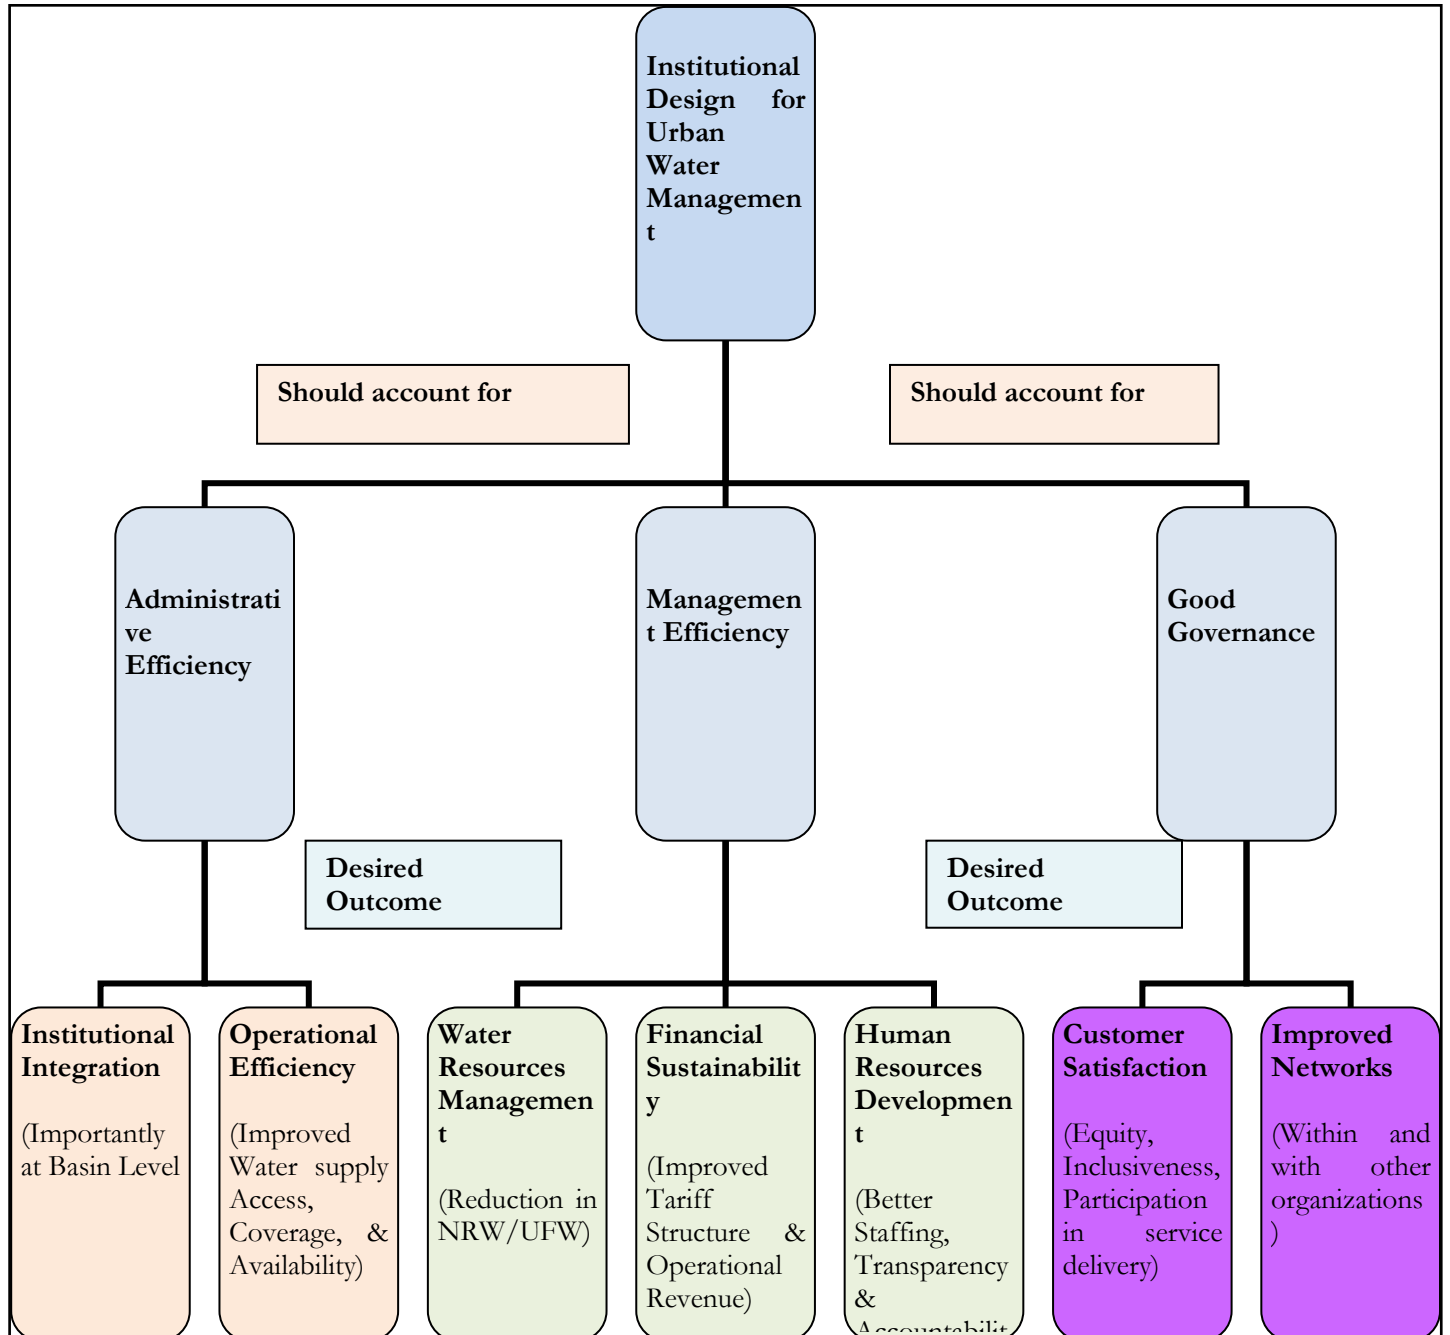 Institutional
Design for
Urban
Water
Managemen
t
Should account for
Should account for
Administrati
ve
Efficiency
Managemen
t Efficiency
Good
Governance
Desired
Outcome
Desired
Outcome
Institutional
Integration
(Importantly
at Basin Level
Operational
Efficiency
(Improved
Water supply
Access,
Coverage, &
Availability)
Water
Resources
Managemen
t
(Reduction in
NRW/UFW)
Financial
Sustainabilit
y
(Improved
Tariff
Structure &
Operational
Revenue)
Human
Resources
Developmen
t
(Better
Staffing,
Transparency
&
Accountabilit
Customer
Satisfaction
(Equity,
Inclusiveness,
Participation
in service
delivery)
Improved
Networks
(Within and
with other
organizations
)